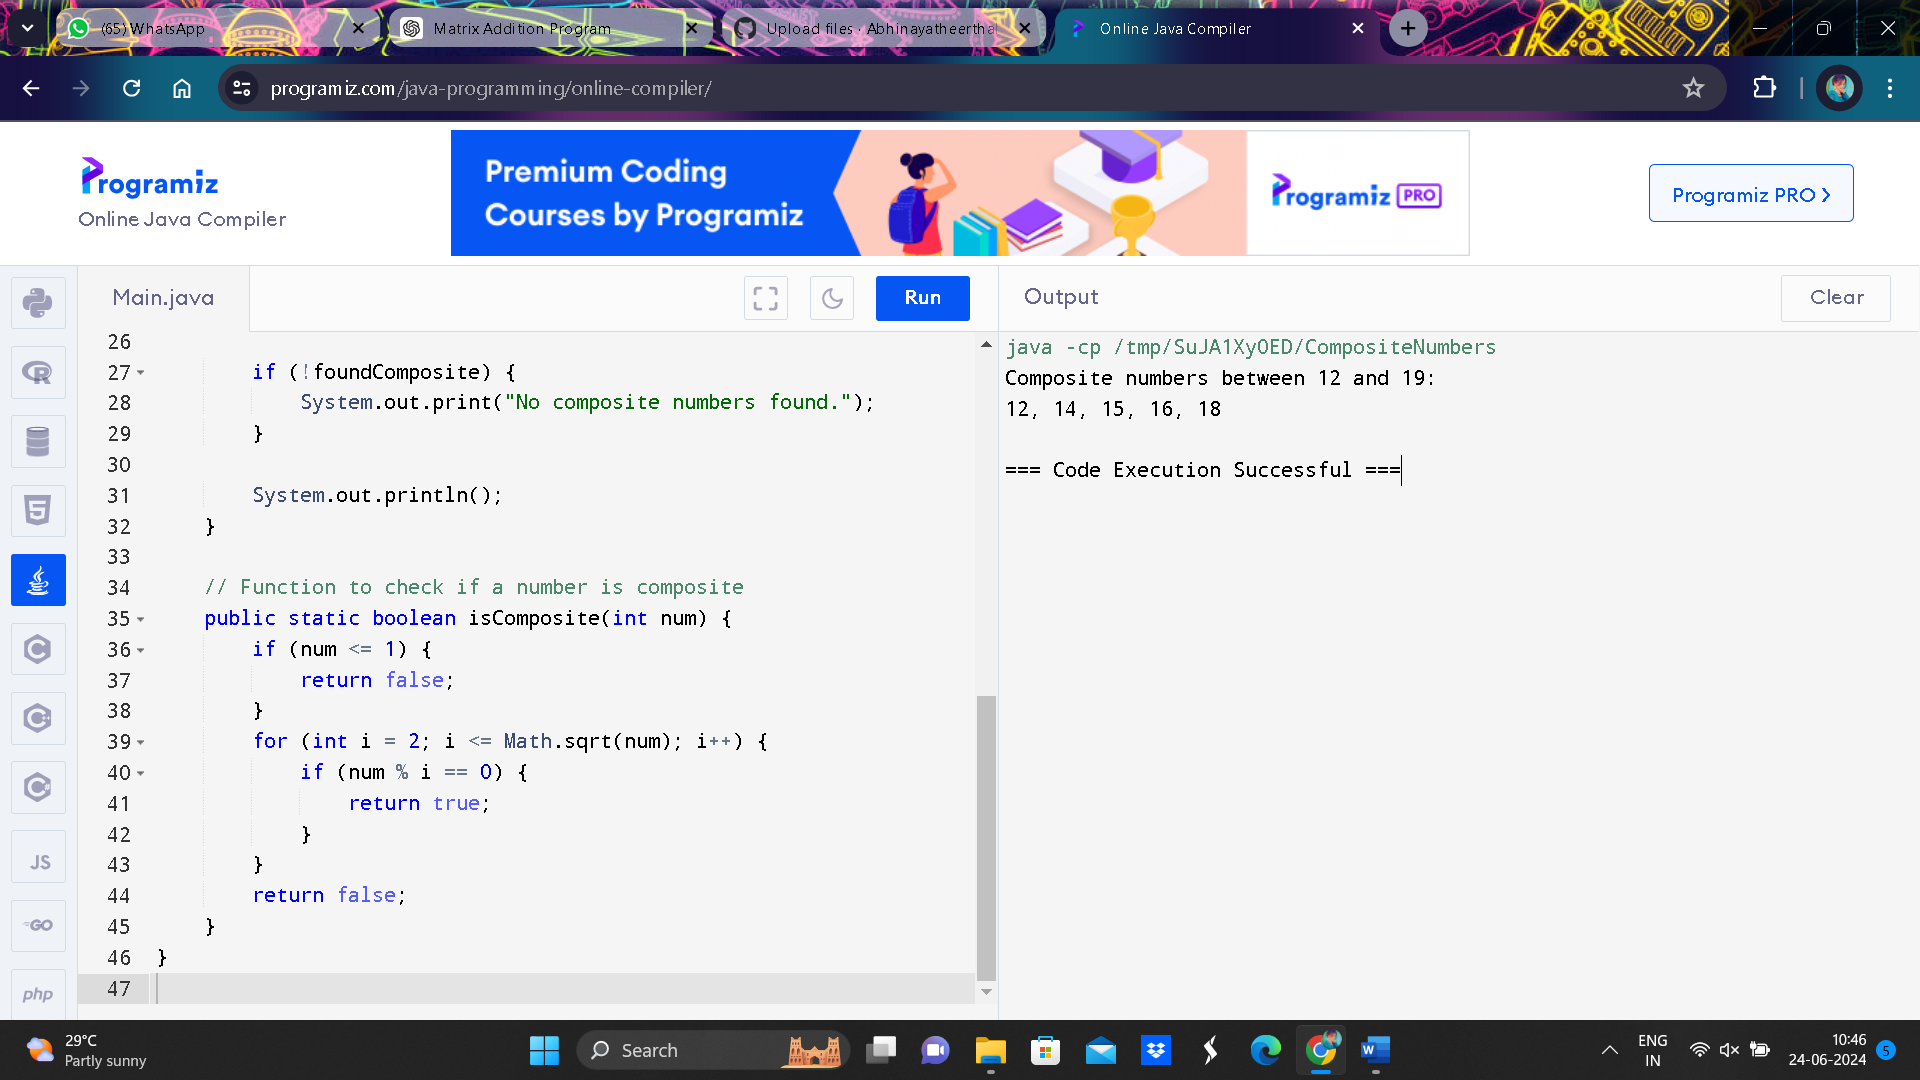 (65) WhatsApp
Matrix Addition Program
Upload files · Abhinayatheertha
Online Java Compiler
programiz.com/java-programming/online-compiler/
Programiz
Online Java Compiler
Premium Coding
Courses by Programiz
Programiz PRO
Programiz PRO
Main.java
Run
Output
Clear
26
27 if (!foundComposite) {
28 System.out.print("No composite numbers found.");
29 }
30
31 System.out.println();
32 }
33
34 // Function to check if a number is composite
35 public static boolean isComposite(int num) {
36 if (num <= 1) {
37 return false;
38 }
39 for (int i = 2; i <= Math.sqrt(num); i++) {
40 if (num % i == 0) {
41 return true;
42 }
43 }
44 return false;
45 }
46 }
47
java -cp /tmp/SuJA1XyOED/CompositeNumbers
Composite numbers between 12 and 19:
12, 14, 15, 16, 18
=== Code Execution Successful ===
R
5
C
C
C
JS
GO
php
29°C
Partly sunny
Search
W
ENG
IN
10:46
24-06-2024
5